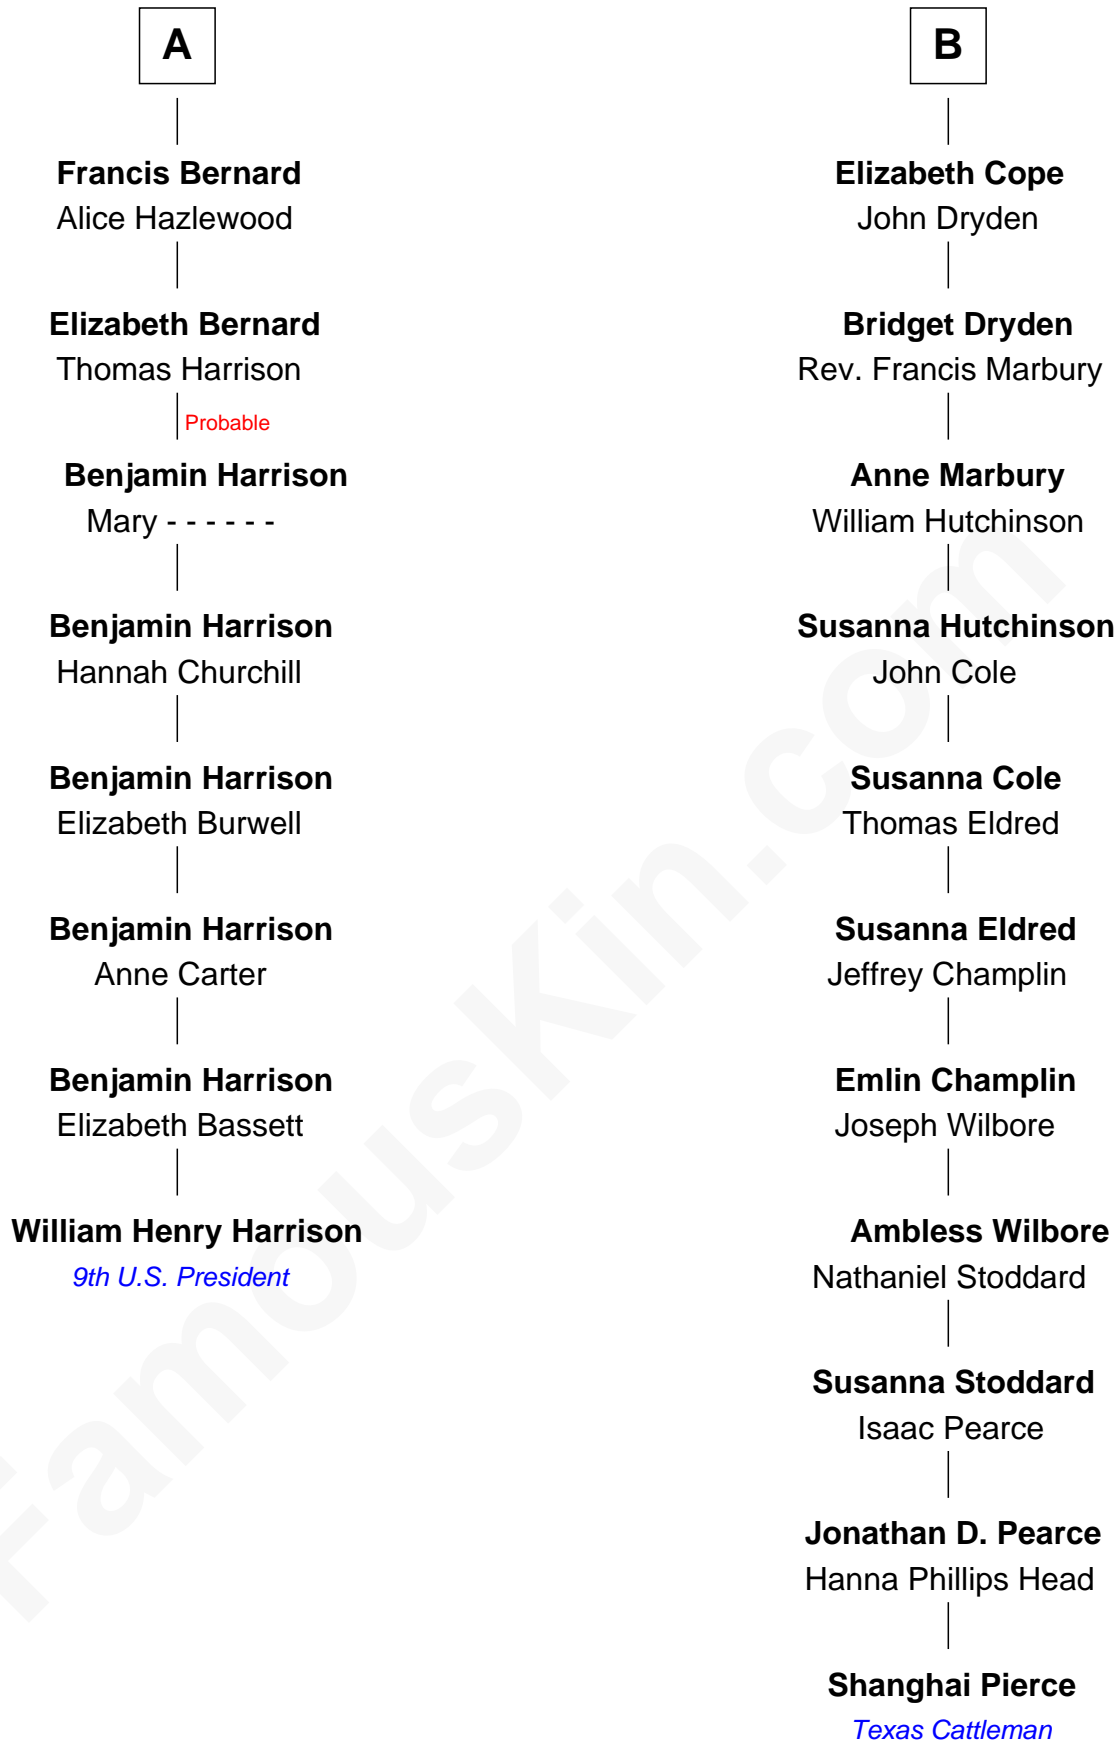 A
Francis Bernard
Alice Hazlewood
Elizabeth Bernard
Thomas Harrison
Probable
Benjamin Harrison
Mary - - - - - -
Benjamin Harrison
Hannah Churchill
Benjamin Harrison
Elizabeth Burwell
Benjamin Harrison
Anne Carter
Benjamin Harrison
Elizabeth Bassett
William Henry Harrison
9th U.S. President
B
Elizabeth Cope
John Dryden
Bridget Dryden
Rev. Francis Marbury
Anne Marbury
William Hutchinson
Susanna Hutchinson
John Cole
Susanna Cole
Thomas Eldred
Susanna Eldred
Jeffrey Champlin
Emlin Champlin
Joseph Wilbore
Ambless Wilbore
Nathaniel Stoddard
Susanna Stoddard
Isaac Pearce
Jonathan D. Pearce
Hanna Phillips Head
Shanghai Pierce
Texas Cattleman
FamousKin.com